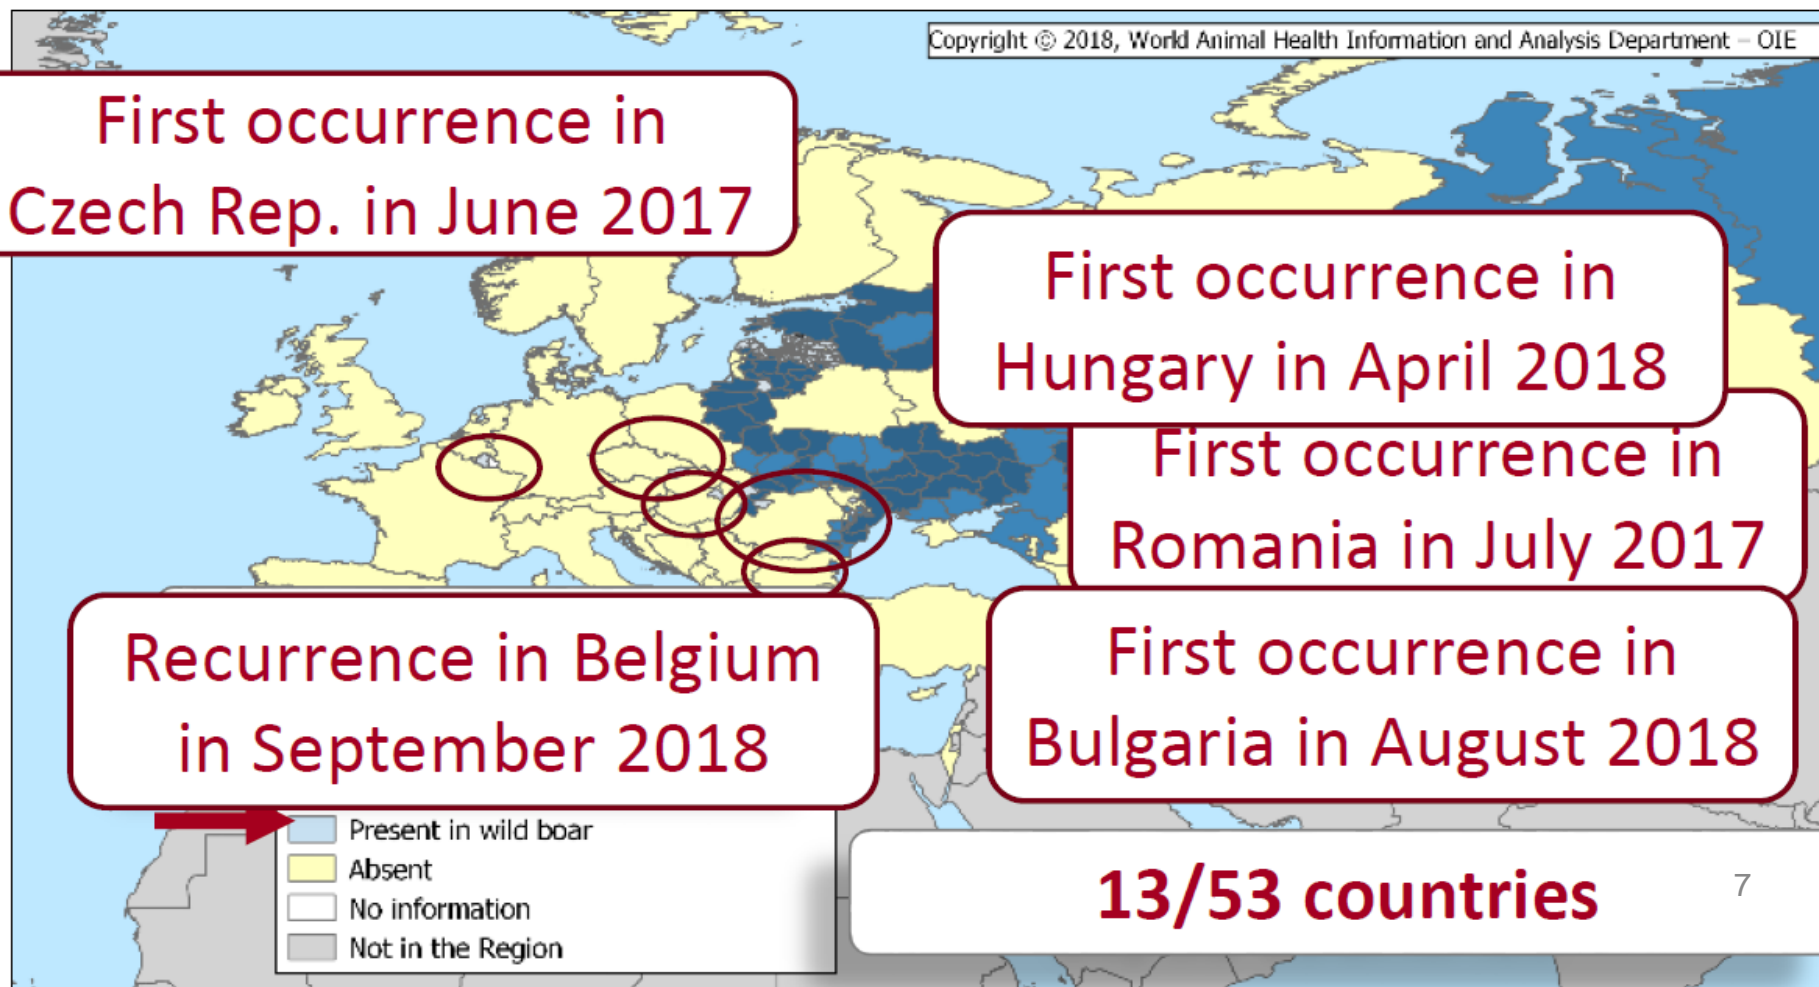 Copyright © 2018, World Animal Health Information and Analysis Department – OIE
First occurrence in
Czech Rep. in June 2017
First occurrence in
Hungary in April 2018
First occurrence in
Romania in July 2017
Recurrence in Belgium
in September 2018
First occurrence in
Bulgaria in August 2018
Present in wild boar
Absent
No information
Not in the Region
13/53 countries
7